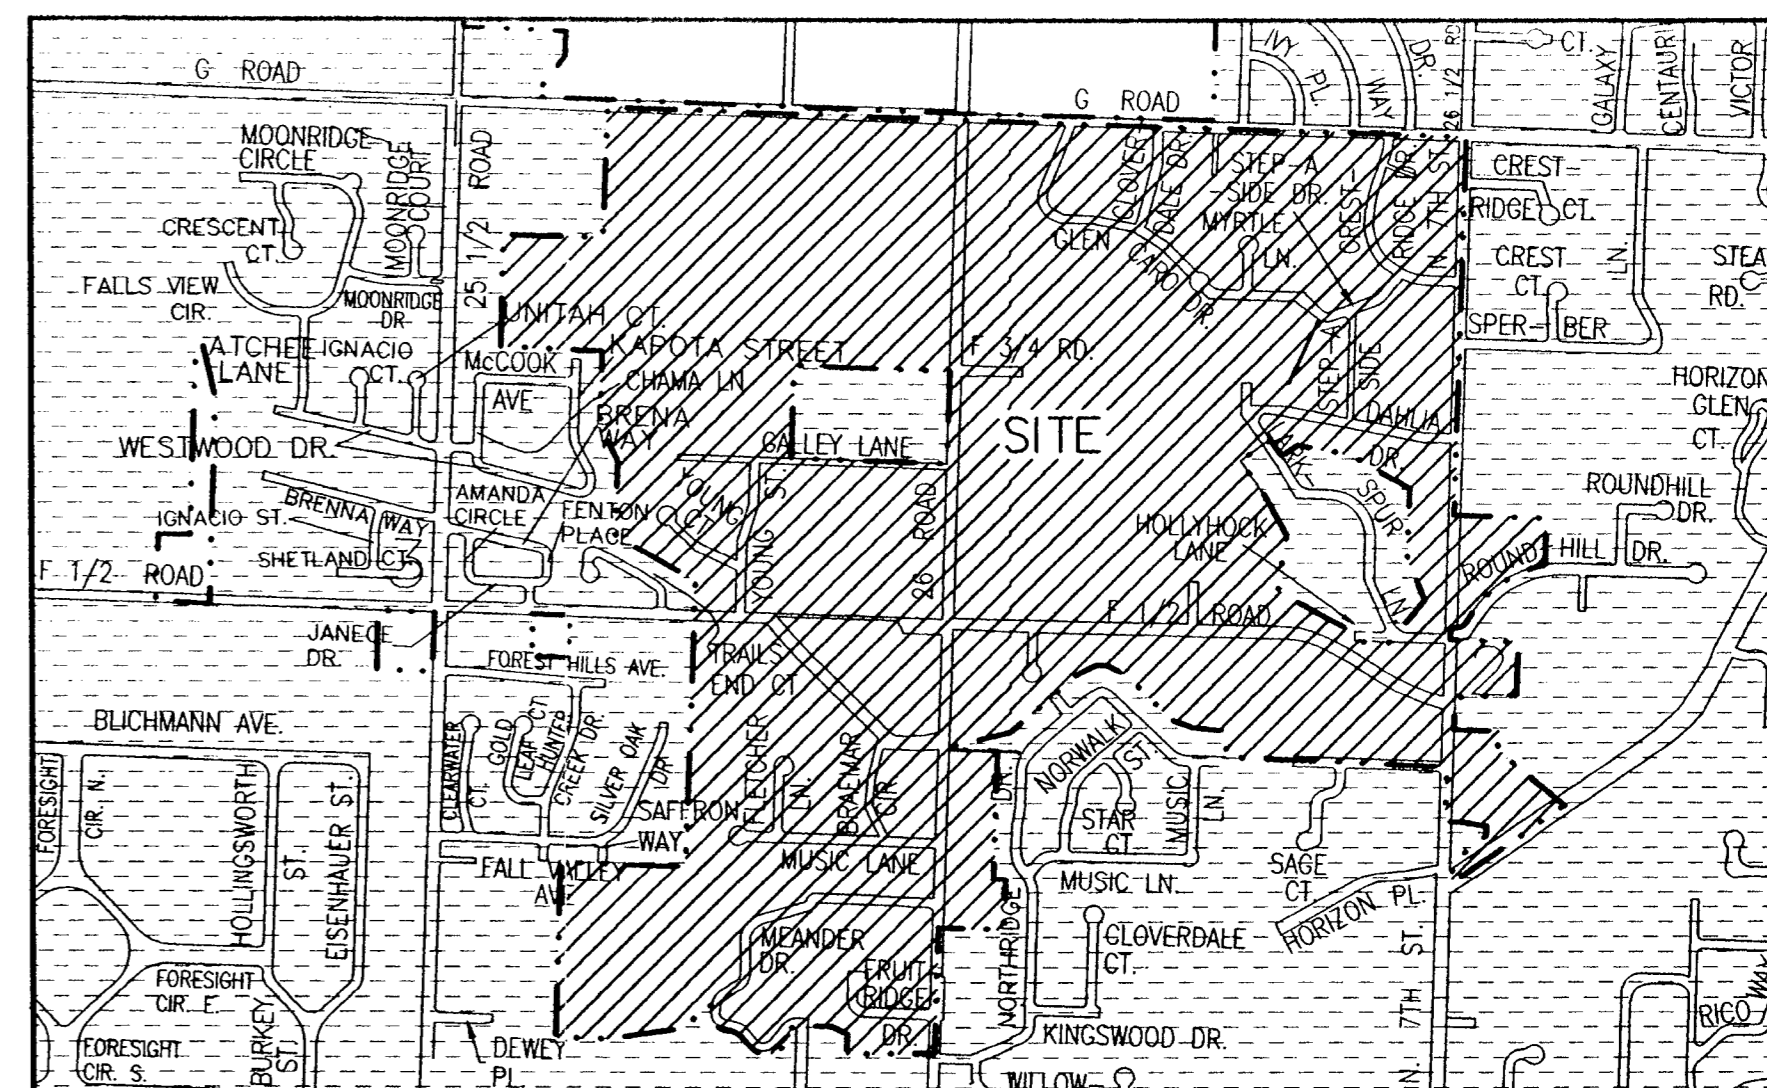 G ROAD
G ROAD
IVY
PL.
WAY
DR.
26 1/2 RD
CT.
GALAXY
CENTAURI
VICTOR
MOONRIDGE
CIRCLE
MOONRIDGE
COURT
25 1/2 ROAD
CRESCENT
CT.
FALLS VIEW
CIR.
MOONRIDGE
DR.
UNITAH CT.
ATCHEE
LANE
IGNACIO
CT.
McCOOK
AVE
KAPOTA STREET
CHAMA LN
BRENA
WAY
WESTWOOD DR.
GALLEY LANE
CLOVER
DALE DR.
GLEN
CARO DR.
STEP-A
-SIDE DR.
MYRTLE
LN.
CREST-
RIDGE DR.
N 7TH ST.
CREST-
RIDGE CT.
CREST
CT.
SPER- BER
LN
STEA
RD.
F 3/4 RD.
SITE
STEP-A
SIDE
DAHLIA
DR.
LARK-
SPUR
LN
HORIZON
GLEN
CT.
ROUNDHILL
DR.
ROUND HILL DR.
BRENNA WAY
IGNACIO ST.
SHETLAND CT.
AMANDA
CIRCLE
FENTON
PLACE
YOUNG
CT.
YOUNG ST.
26 ROAD
HOLLYHOCK
LANE
F 1/2 ROAD
F 1/2 ROAD
JANECE
DR.
FOREST HILLS AVE.
TRAILS
END CT
BLICHMANN AVE.
FORESIGHT
CIR. N.
HOLLINGSWORTH
ST.
EISENHAUER ST.
CLEARWATER
CT.
GOLD
LEAF
CT
HUNTER
CREEK DR.
SILVER OAK
DR.
SAFFRON
WAY
FALL VALLEY
AVE
FLETCHER
LN.
BRAEMAR
CIR
MUSIC LANE
NORTHRIDGE
DR.
NORWALK
ST.
STAR
CT.
MUSIC
LN.
MUSIC LN.
SAGE
CT.
HORIZON PL.
MEANDER
DR.
FRUIT
RIDGE
DR.
CLOVERDALE
CT.
KINGSWOOD DR.
WILLOW
N. 7TH ST.
RICO WAY
FORESIGHT
CIR. E.
BURKEY
ST.
FORESIGHT
CIR. S.
DEWEY
PL.